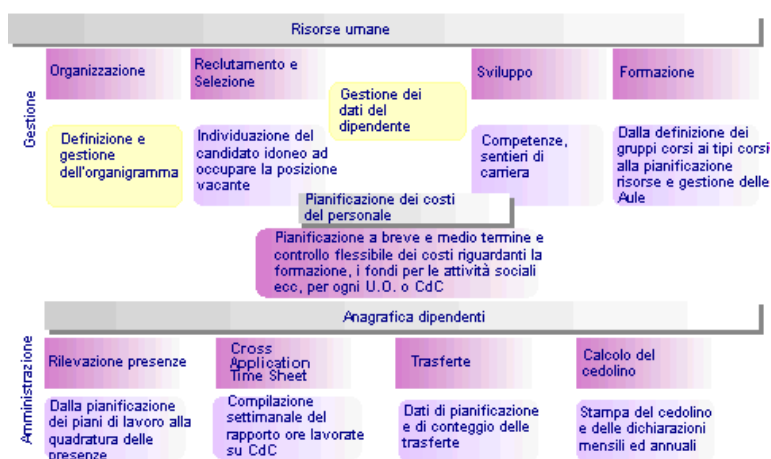 Risorse umane
Gestione
Organizzazione
Reclutamento e
Selezione
Sviluppo
Formazione
Gestione dei
dati del
dipendente
Definizione e
gestione
dell'organigramma
Individuazione del
candidato idoneo ad
occupare la posizione
vacante
Competenze,
sentieri di
carriera
Dalla definizione dei
gruppi corsi ai tipi corsi
alla pianificazione
risorse e gestione delle
Aule
Pianificazione dei costi
del personale
Pianificazione a breve e medio termine e
controllo flessibile dei costi riguardanti la
formazione, i fondi per le attività sociali
ecc, per ogni U.O. o CdC
Anagrafica dipendenti
Amministrazione
Rilevazione presenze
Cross
Application
Time Sheet
Trasferte
Calcolo del
cedolino
Dalla pianificazione
dei piani di lavoro alla
quadratura delle
presenze
Compilazione
settimanale del
rapporto ore lavorate
su CdC
Dati di pianificazione
e di conteggio delle
trasferte
Stampa del cedolino
e delle dichiarazioni
mensili ed annuali